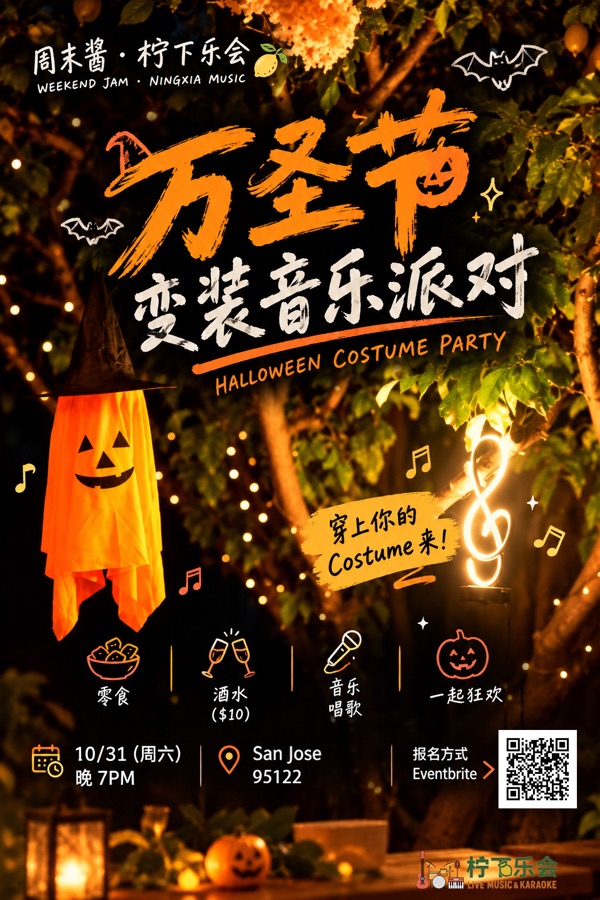 周末酱·柠下乐会
WEEKEND JAM · NINGXIA MUSIC
万圣节
变装音乐派对
HALLOWEEN COSTUME PARTY
穿上你的
Costume 来!
零食
酒水
($10)
音乐
唱歌
一起狂欢
10/31 (周六)
晚 7PM
San Jose
95122
报名方式
Eventbrite
柠下乐会
LIVE MUSIC & KARAOKE